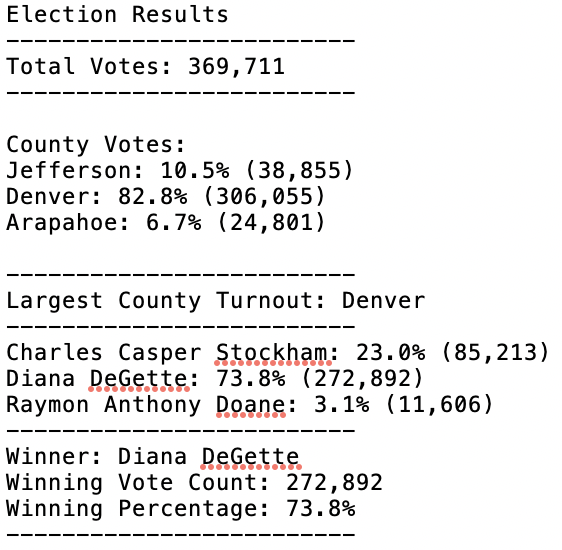 Election Results
-------------------------
Total Votes: 369,711
-------------------------
County Votes:
Jefferson: 10.5% (38,855)
Denver: 82.8% (306,055)
Arapahoe: 6.7% (24,801)
-------------------------
Largest County Turnout: Denver
-------------------------
Charles Casper Stockham: 23.0% (85,213)
Diana DeGette: 73.8% (272,892)
Raymon Anthony Doane: 3.1% (11,606)
-------------------------
Winner: Diana DeGette
Winning Vote Count: 272,892
Winning Percentage: 73.8%
-------------------------